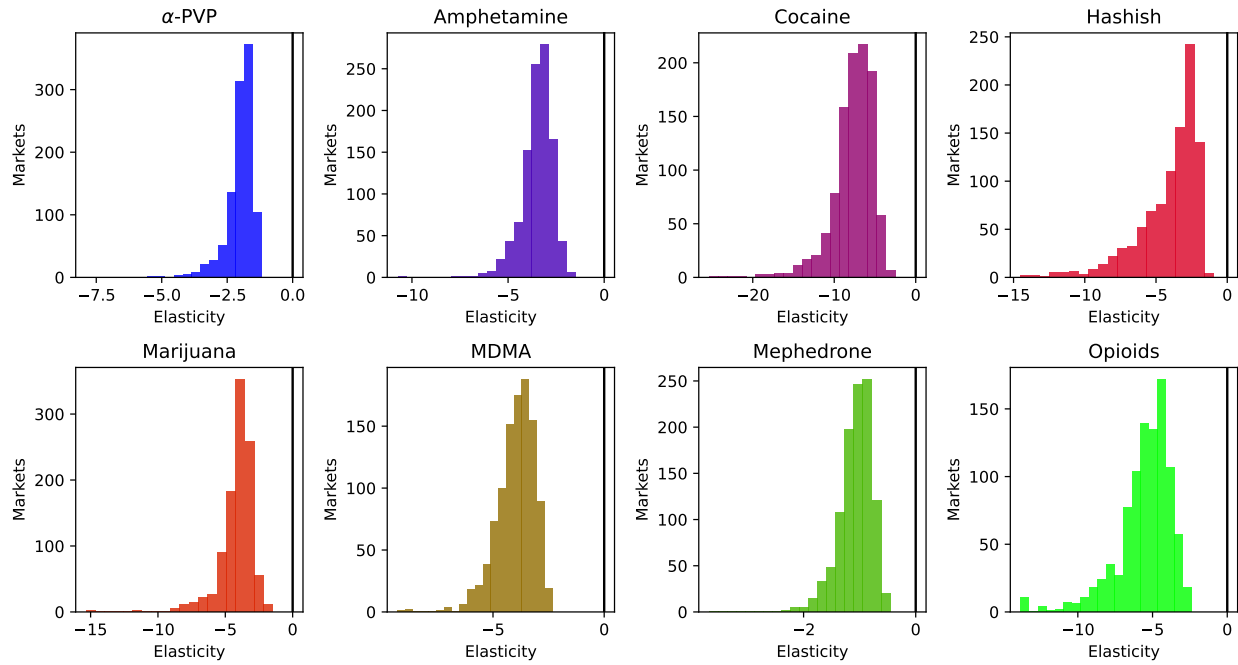 α-PVP
Amphetamine
Cocaine
Hashish
Markets
300
200
100
0
−7.5 −5.0 −2.5 0.0
Elasticity
Markets
250
200
150
100
50
0
−10 −5 0
Elasticity
Markets
200
150
100
50
0
−20 −10 0
Elasticity
Markets
250
200
150
100
50
0
−15 −10 −5 0
Elasticity
Marijuana
MDMA
Mephedrone
Opioids
Markets
300
200
100
0
−15 −10 −5 0
Elasticity
Markets
150
100
50
0
−5 0
Elasticity
Markets
250
200
150
100
50
0
−2 0
Elasticity
Markets
150
100
50
0
−10 −5 0
Elasticity